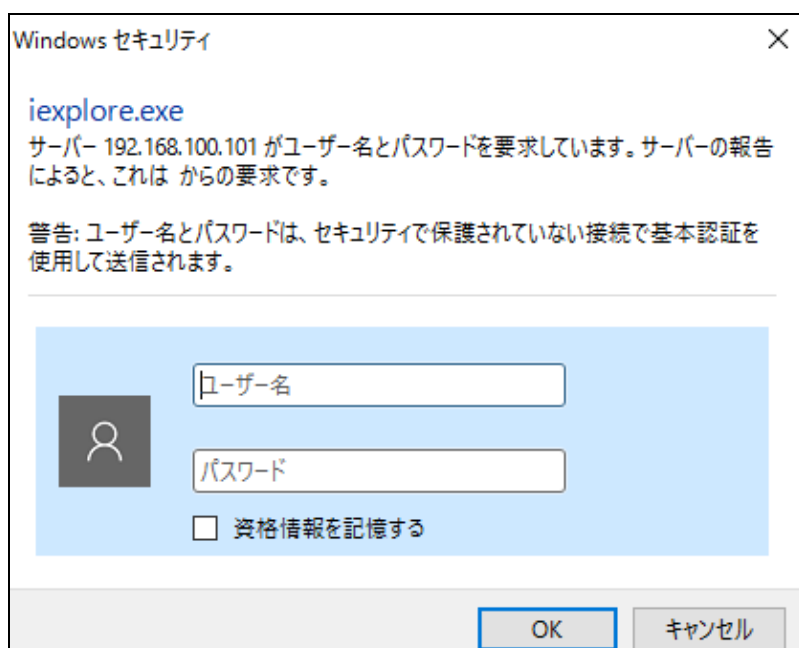 Windows セキュリティ
iexplore.exe
サーバー 192.168.100.101 がユーザー名とパスワードを要求しています。サーバーの報告
によると、これは からの要求です。
警告: ユーザー名とパスワードは、セキュリティで保護されていない接続で基本認証を
使用して送信されます。
ユーザー名
パスワード
資格情報を記憶する
OK キャンセル